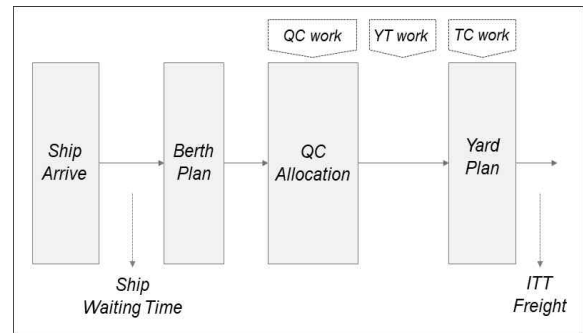 QC work
YT work
TC work
Ship
Arrive
Berth
Plan
QC
Allocation
Yard
Plan
Ship
Waiting Time
ITT
Freight